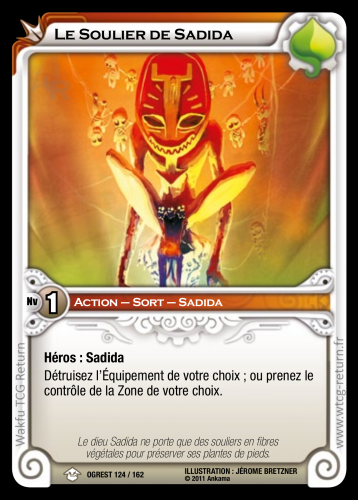 Le Soulier de Sadida
Nv 1
Action – Sort – Sadida
Héros : Sadida
Détruisez l'Équipement de votre choix ; ou prenez le
contrôle de la Zone de votre choix.
Le dieu Sadida ne porte que des souliers en fibres
végétales pour préserver ses plantes de pieds.
OGREST 124 / 162
ILLUSTRATION : JÉROME BRETZNER
© 2011 Ankama
Wakfu TCG Return
www.wtcg-return.fr